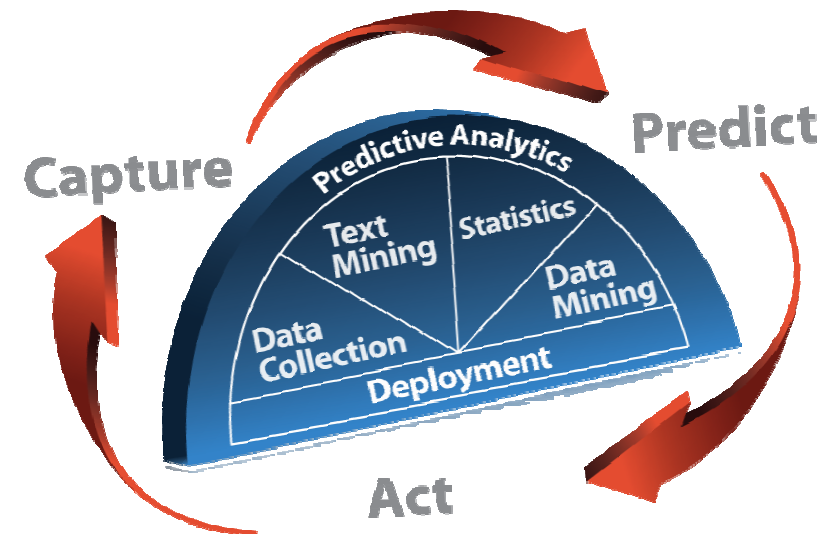 Capture
Predict
Predictive Analytics
Text
Mining
Statistics
Data
Mining
Data
Collection
Deployment
Act